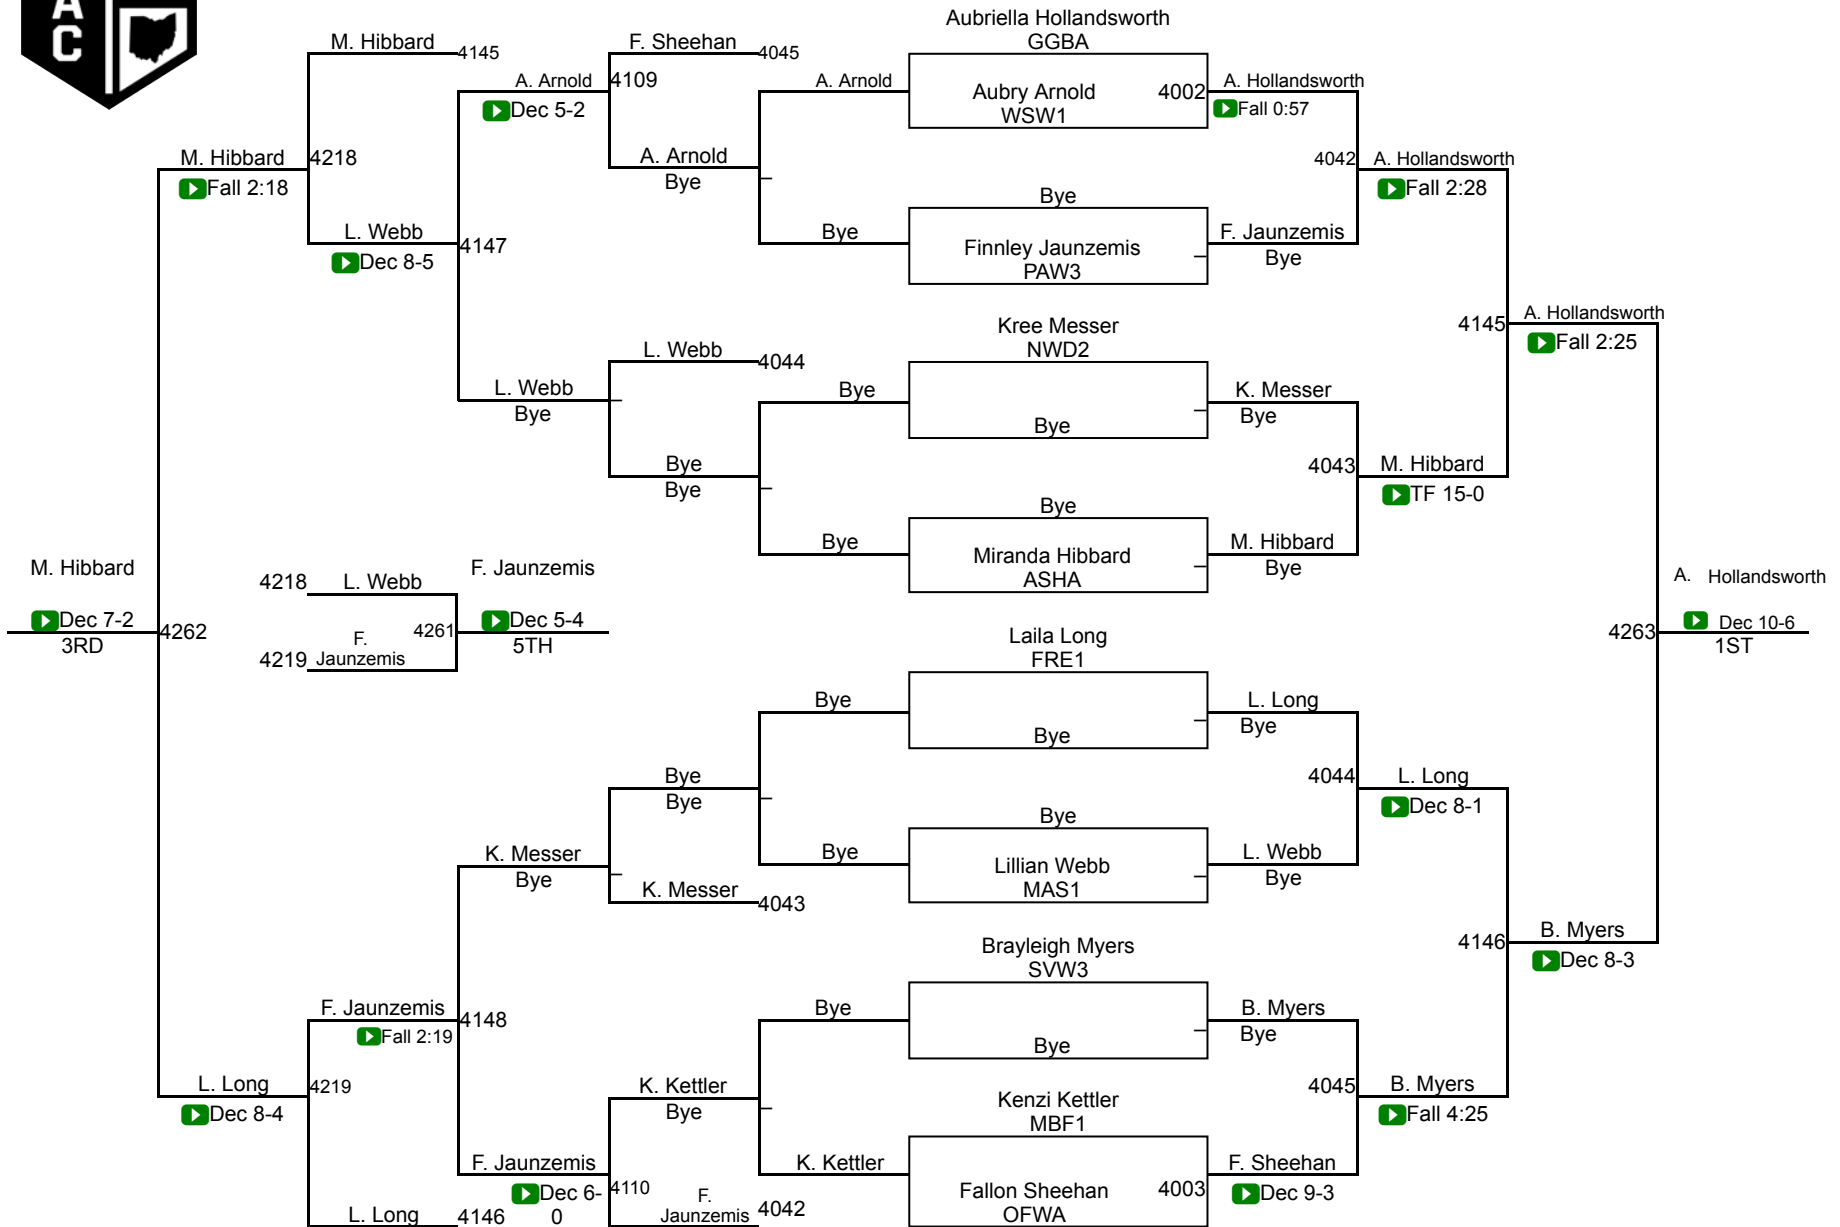 A
C
Aubriella Hollandsworth
GGBA
M. Hibbard
4145
F. Sheehan
4045
A. Arnold
4109
Dec 5-2
A. Arnold
Aubry Arnold
WSW1
4002
A. Hollandsworth
Fall 0:57
M. Hibbard
4218
Fall 2:18
A. Arnold
Bye
4042
A. Hollandsworth
Fall 2:28
Bye
L. Webb
4147
Dec 8-5
Bye
Finnley Jaunzemis
PAW3
F. Jaunzemis
Bye
Kree Messer
NWD2
4145
A. Hollandsworth
Fall 2:25
L. Webb
4044
L. Webb
Bye
Bye
Bye
K. Messer
Bye
Bye
Bye
4043
M. Hibbard
TF 15-0
Bye
Bye
Miranda Hibbard
ASHA
M. Hibbard
Bye
M. Hibbard
Dec 7-2
3RD
4262
4218
L. Webb
F. Jaunzemis
4219
F.
Jaunzemis
4261
Dec 5-4
5TH
A. Hollandsworth
4263
Dec 10-6
1ST
Laila Long
FRE1
Bye
Bye
L. Long
Bye
Bye
Bye
4044
L. Long
Dec 8-1
Bye
K. Messer
Bye
Bye
Lillian Webb
MAS1
L. Webb
Bye
K. Messer
4043
Brayleigh Myers
SVW3
4146
B. Myers
Dec 8-3
F. Jaunzemis
4148
Fall 2:19
Bye
Bye
B. Myers
Bye
L. Long
4219
Dec 8-4
K. Kettler
Bye
Kenzi Kettler
MBF1
4045
B. Myers
Fall 4:25
F. Jaunzemis
Dec 6-
0
4110
K. Kettler
Fallon Sheehan
OFWA
4003
F. Sheehan
Dec 9-3
L. Long
4146
F.
Jaunzemis
4042